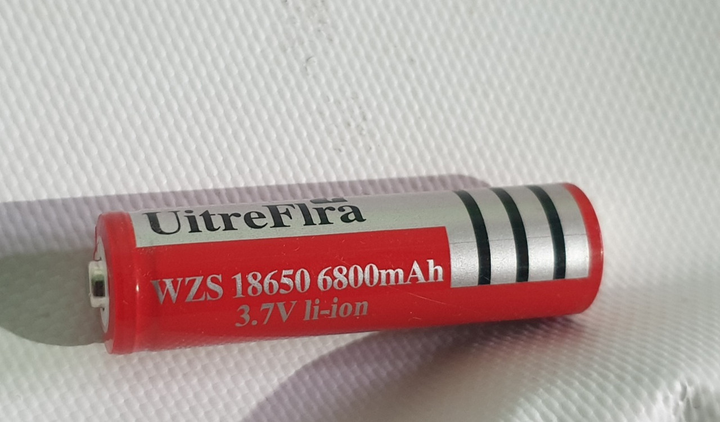 UitreFlra
WZS 18650 6800mAh
3.7V li-ion